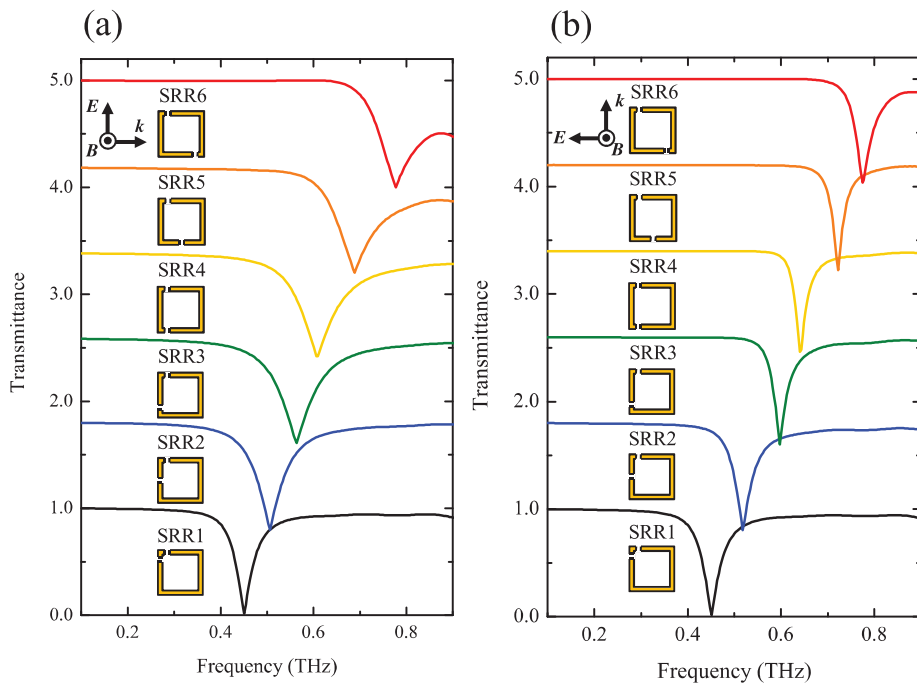 (a)
(b)
5.0
4.0
3.0
2.0
1.0
0.0
Transmittance
E
k
B
SRR6
SRR5
SRR4
SRR3
SRR2
SRR1
0.2
0.4
0.6
0.8
Frequency (THz)
5.0
4.0
3.0
2.0
1.0
0.0
Transmittance
k
E
B
SRR6
SRR5
SRR4
SRR3
SRR2
SRR1
0.2
0.4
0.6
0.8
Frequency (THz)